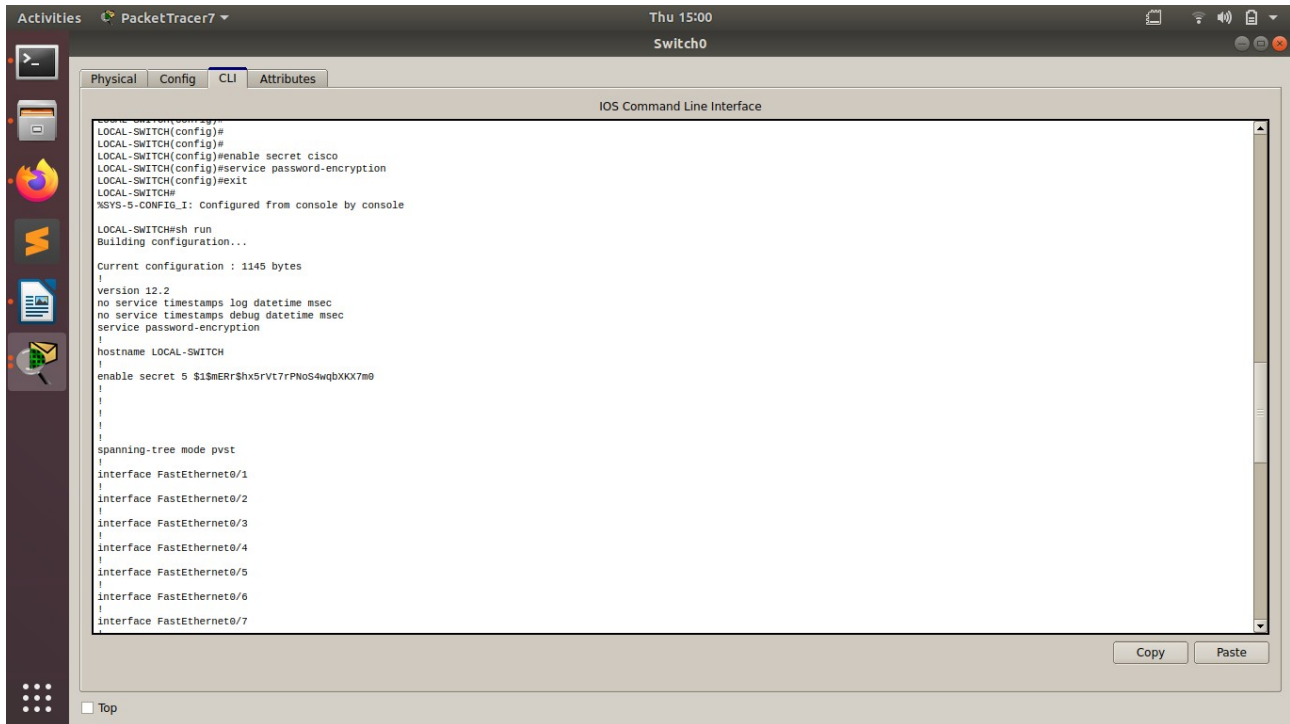 Activities PacketTracer7 Thu 15:00
Switch0
Physical Config CLI Attributes
IOS Command Line Interface
LOCAL-SWITCH(config)#
LOCAL-SWITCH(config)#
LOCAL-SWITCH(config)#
LOCAL-SWITCH(config)#enable secret cisco
LOCAL-SWITCH(config)#service password-encryption
LOCAL-SWITCH(config)#exit
LOCAL-SWITCH#
%SYS-5-CONFIG_I: Configured from console by console
LOCAL-SWITCH#sh run
Building configuration...
Current configuration : 1145 bytes
!
version 12.2
no service timestamps log datetime msec
no service timestamps debug datetime msec
service password-encryption
!
hostname LOCAL-SWITCH
!
enable secret 5 $1$mERr$hx5rVt7rPNoS4wqbXKX7m0
!
!
!
!
!
spanning-tree mode pvst
!
interface FastEthernet0/1
!
interface FastEthernet0/2
!
interface FastEthernet0/3
!
interface FastEthernet0/4
!
interface FastEthernet0/5
!
interface FastEthernet0/6
!
interface FastEthernet0/7
!
Copy Paste
Top